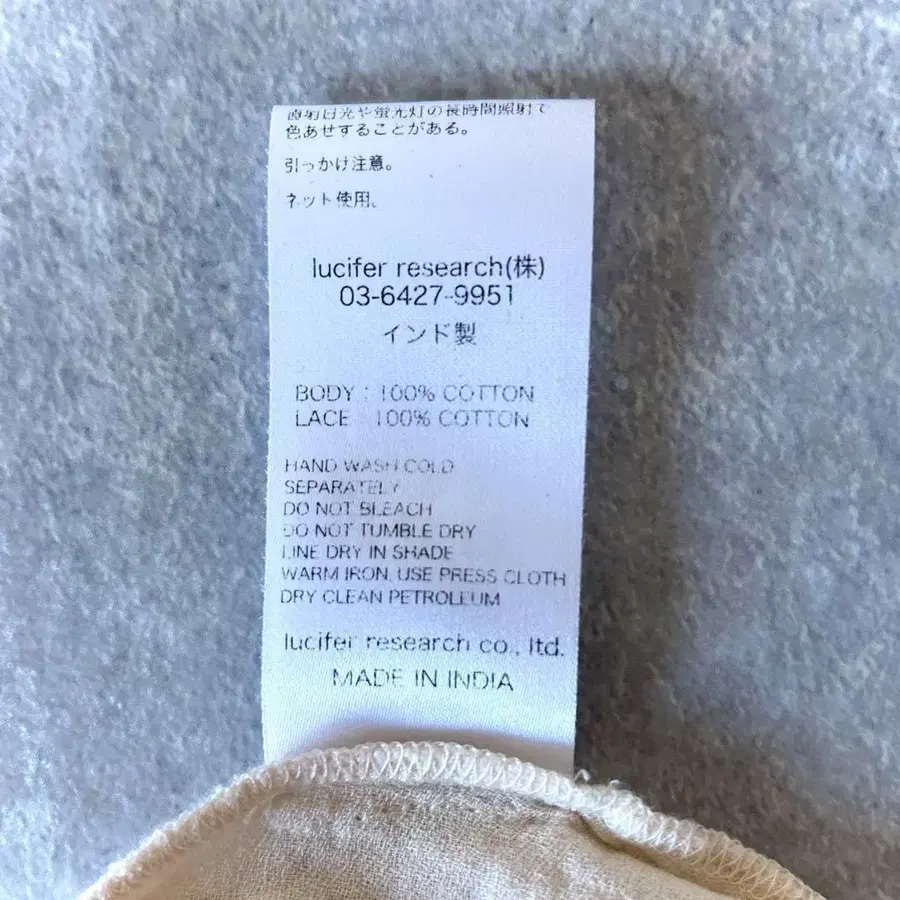 直射日光や蛍光灯の長時間照射で
色あせすることがある。
引っかけ注意。
ネット使用。
lucifer research(株)
03-6427-9951
インド製
BODY : 100% COTTON
LACE : 100% COTTON
HAND WASH COLD
SEPARATELY
DO NOT BLEACH
DO NOT TUMBLE DRY
LINE DRY IN SHADE
WARM IRON, USE PRESS CLOTH
DRY CLEAN PETROLEUM
lucifer research co., ltd.
MADE IN INDIA